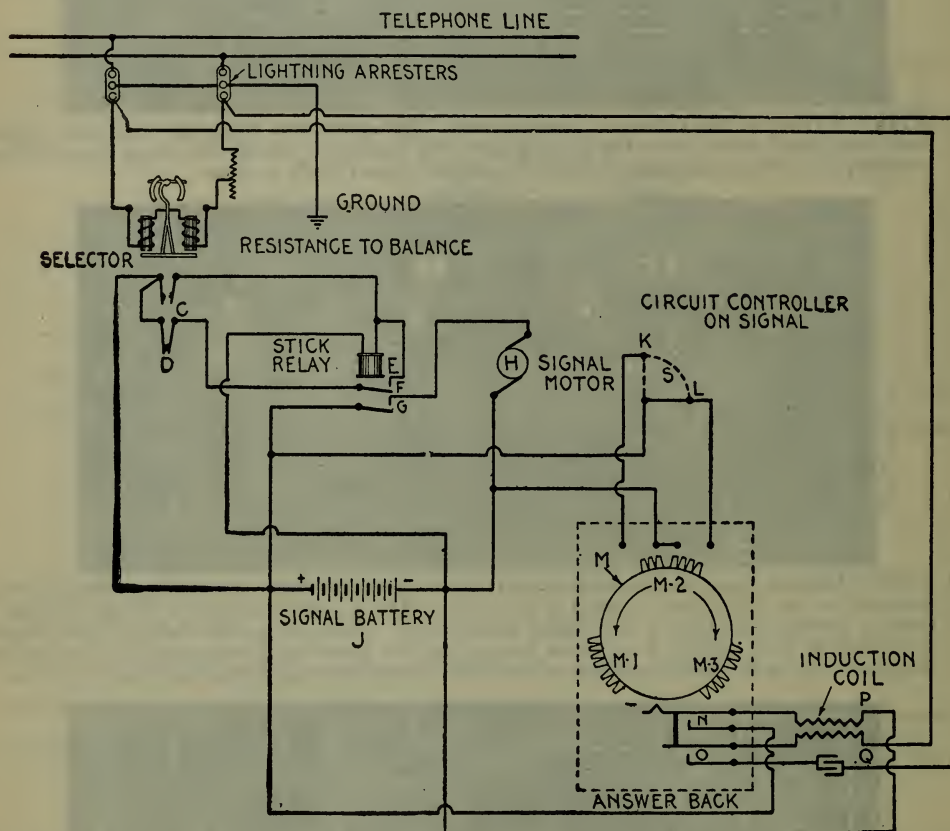 TELEPHONE LINE
LIGHTNING ARRESTERS
GROUND
RESISTANCE TO BALANCE
SELECTOR
C
D
STICK
RELAY
E
F
G
H
SIGNAL
MOTOR
CIRCUIT CONTROLLER
ON SIGNAL
K
S
L
+
-
SIGNAL BATTERY
J
M
M-2
M-1
M-3
INDUCTION
COIL
P
N
O
Q
ANSWER BACK